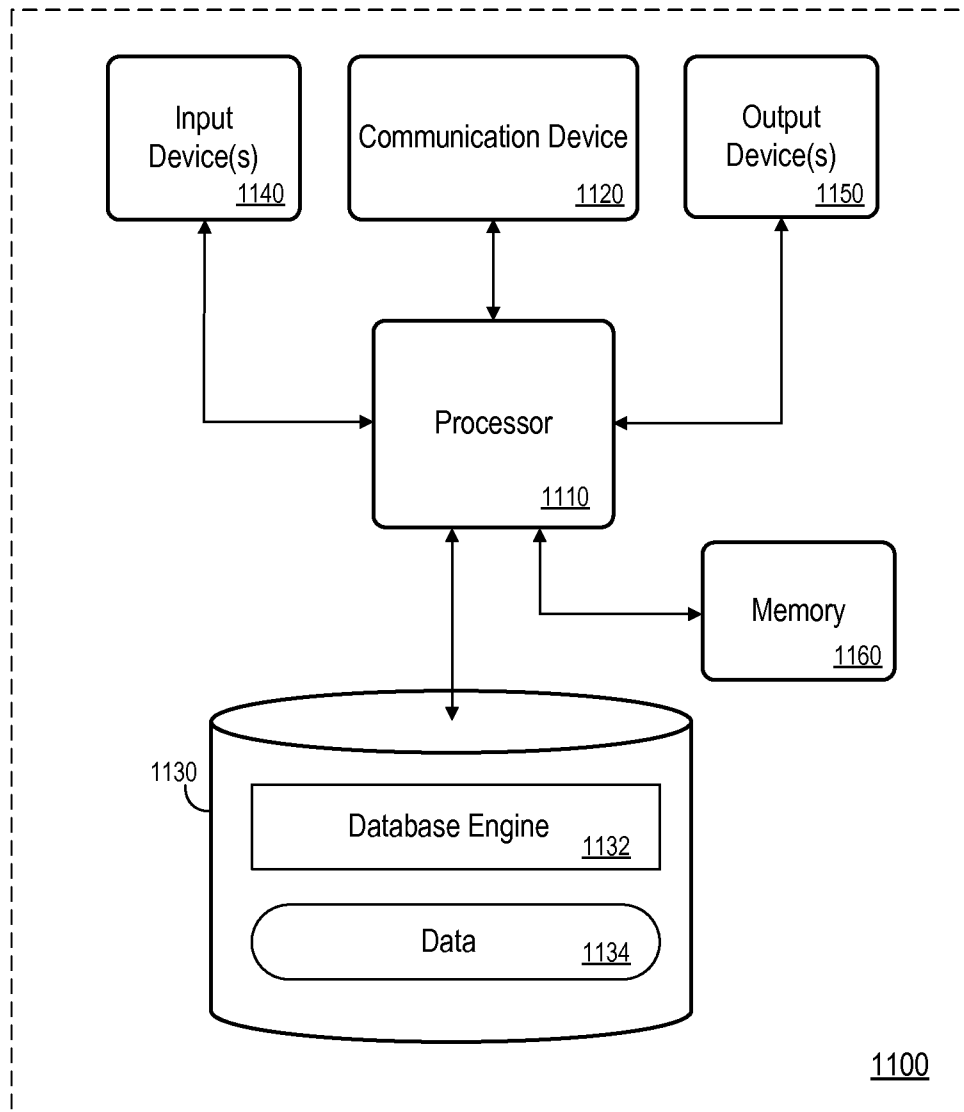 Input
Device(s)
1140
Communication Device
1120
Output
Device(s)
1150
Processor
1110
Memory
1160
1130
Database Engine
1132
Data
1134
1100